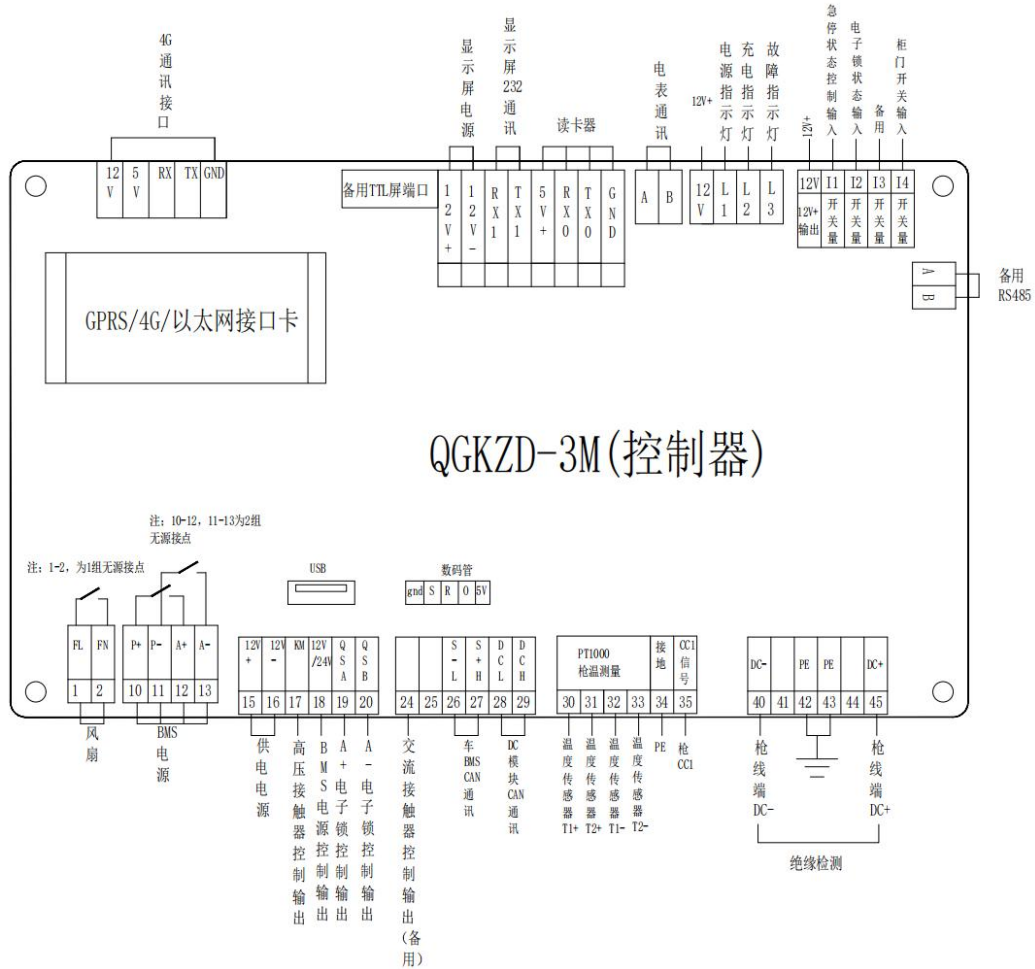 4G通讯接口
显示屏电源
显示屏232通讯
读卡器
电表通讯
12V+
电源指示灯
充电指示灯
故障指示灯
12V+
急停状态控制输入
电子锁状态输入
备用
柜门开关输入
12V
5V
RX
TX
GND
备用TTL屏端口
12V+
12V-
RX1
TX1
5V+
RX0
TX0
GND
A
B
12V
L1
L2
L3
12V
I1
I2
I3
I4
12V+输出
开关量
开关量
开关量
开关量
A
B
备用
RS485
GPRS/4G/以太网接口卡
QGKZD-3M(控制器)
注：10-12，11-13为2组
无源接点
注：1-2，为1组无源接点
USB
数码管
gnd S R O 5V
FL
FN
P+
P-
A+
A-
12V+
12V-
KM
12V/24V
QSA
QSB
S-L
S+H
DCL
DCH
PT1000
枪温测量
接地
CC1信号
DC-
PE
PE
DC+
1
2
10
11
12
13
15
16
17
18
19
20
24
25
26
27
28
29
30
31
32
33
34
35
40
41
42
43
44
45
风扇
BMS电源
供电电源
高压接触器控制输出
BMS电源控制输出
A+电子锁控制输出
A-电子锁控制输出
交流接触器控制输出(备用)
车BMS CAN通讯
DC模块CAN通讯
温度传感器T1+
温度传感器T2+
温度传感器T1-
温度传感器T2-
PE
枪CC1
枪线端DC-
枪线端DC+
绝缘检测